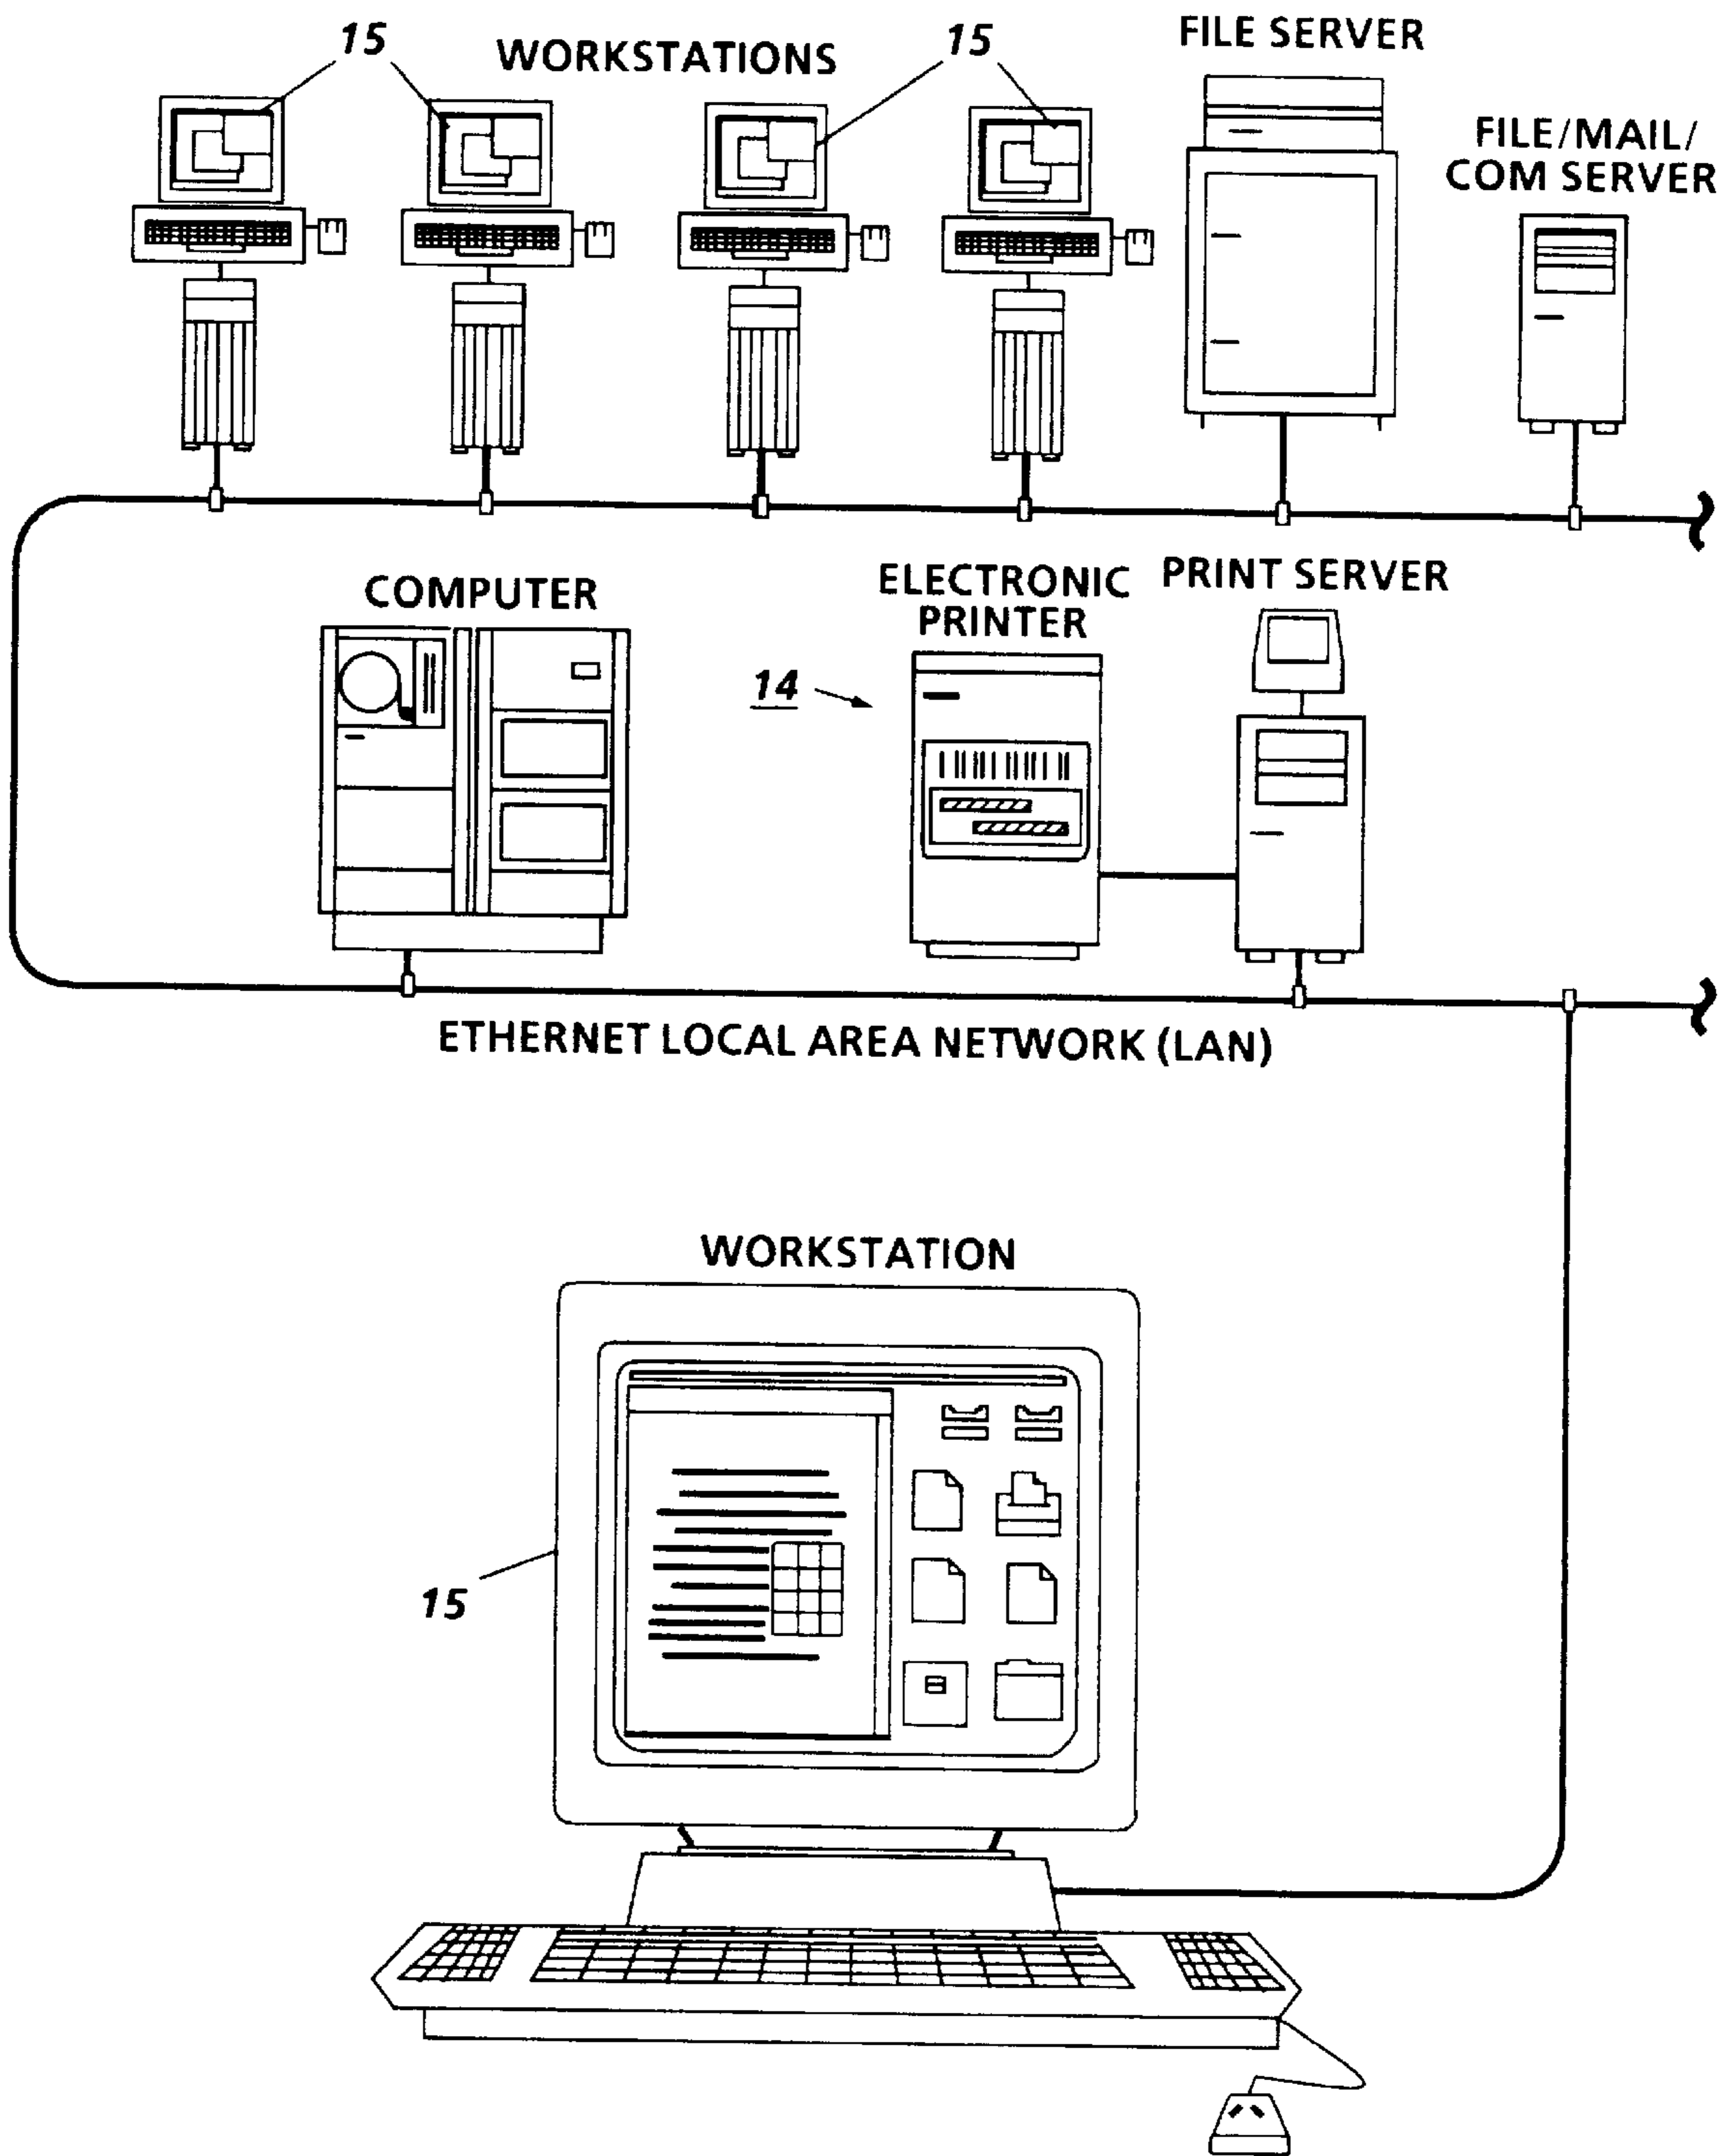 15
WORKSTATIONS
15
FILE SERVER
FILE/MAIL/
COM SERVER
COMPUTER
ELECTRONIC
PRINTER
PRINT SERVER
14
ETHERNET LOCAL AREA NETWORK (LAN)
WORKSTATION
15